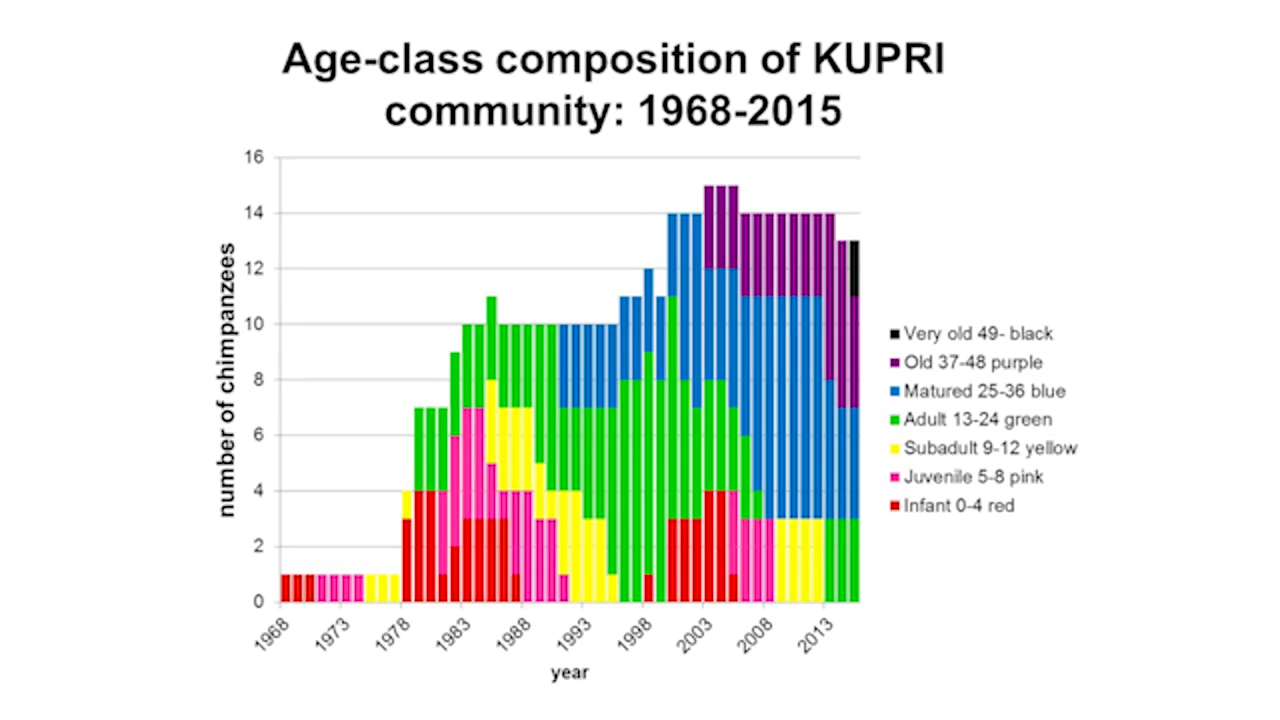 Age-class composition of KUPRI
community: 1968-2015
16
14
12
10
8
6
4
2
0
number of chimpanzees
1968
1973
1978
1983
1988
1993
1998
2003
2008
2013
year
Very old 49- black
Old 37-48 purple
Matured 25-36 blue
Adult 13-24 green
Subadult 9-12 yellow
Juvenile 5-8 pink
Infant 0-4 red